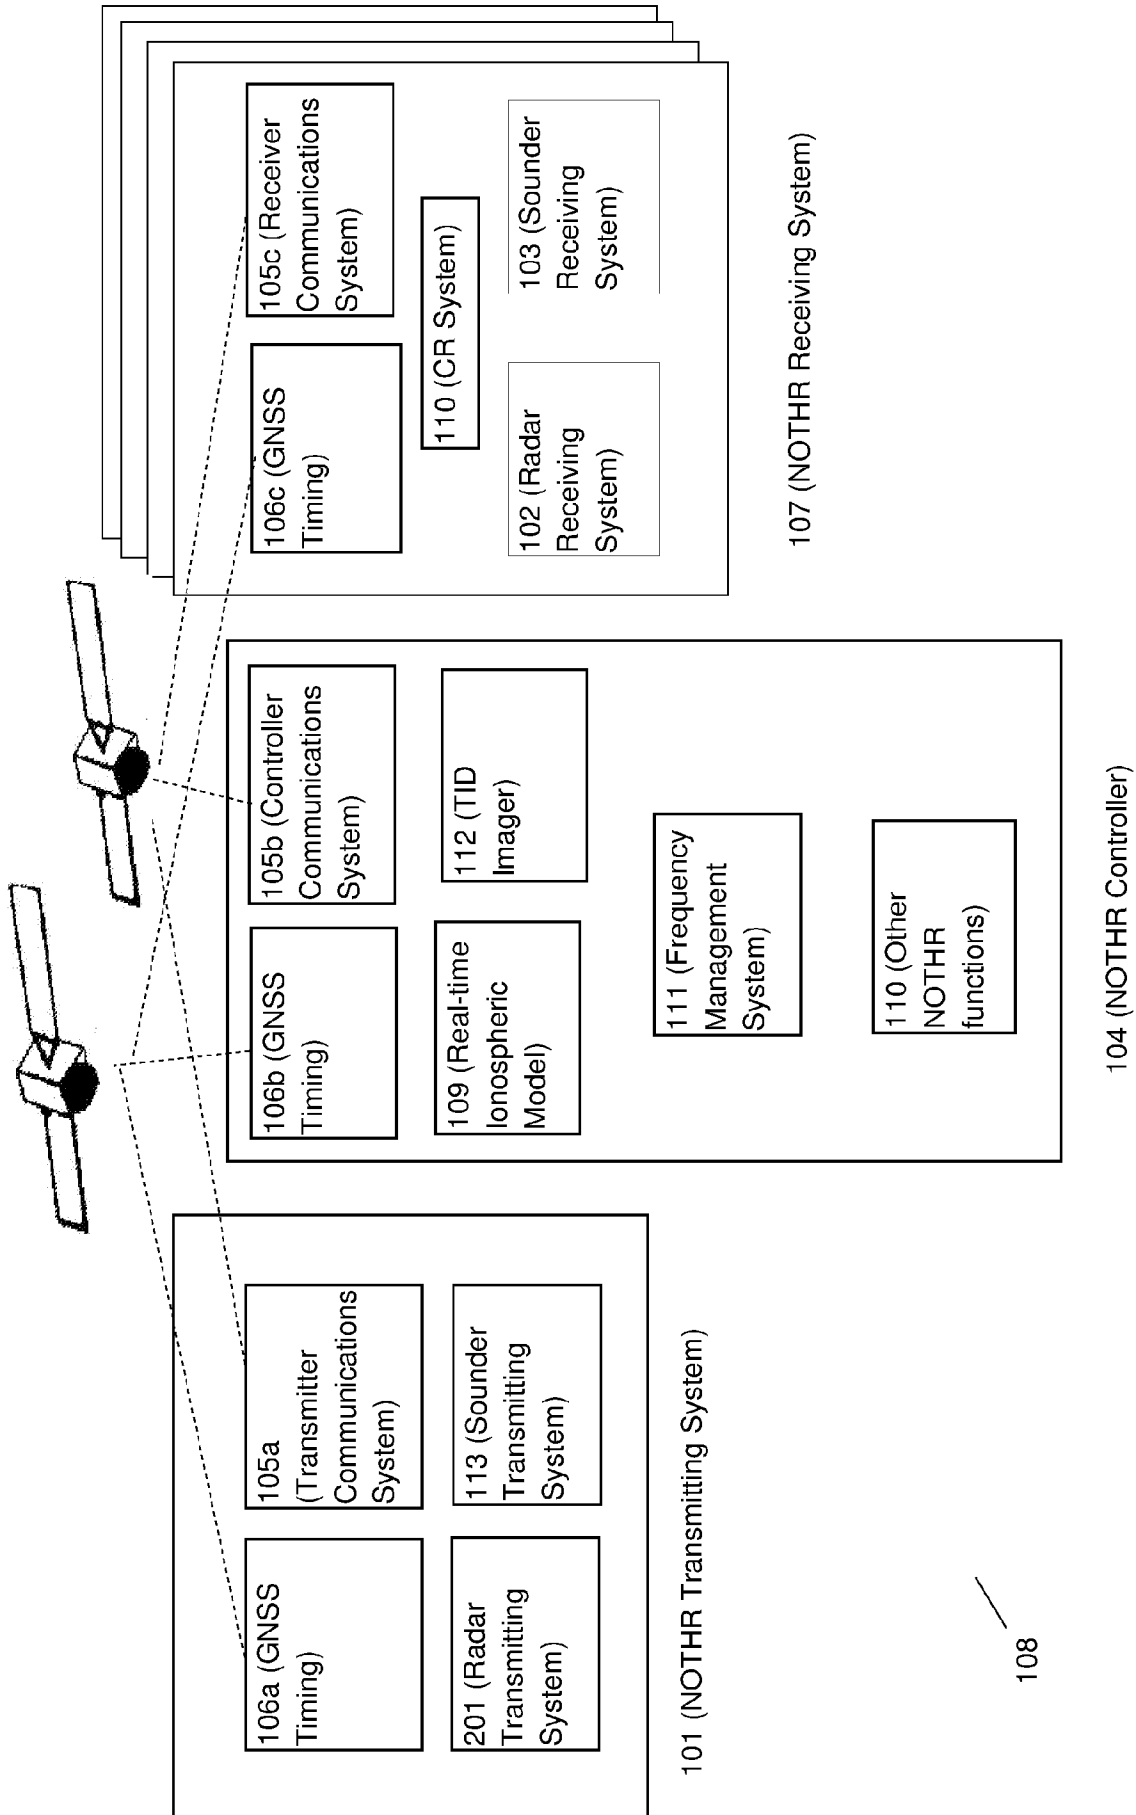 106a (GNSS
Timing)
105a
(Transmitter
Communications
System)
201 (Radar
Transmitting
System)
113 (Sounder
Transmitting
System)
101 (NOTHR Transmitting System)
108
106b (GNSS
Timing)
105b (Controller
Communications
System)
109 (Real-time
Ionospheric
Model)
112 (TID
Imager)
111 (Frequency
Management
System)
110 (Other
NOTHR
functions)
104 (NOTHR Controller)
106c (GNSS
Timing)
105c (Receiver
Communications
System)
110 (CR System)
102 (Radar
Receiving
System)
103 (Sounder
Receiving
System)
107 (NOTHR Receiving System)